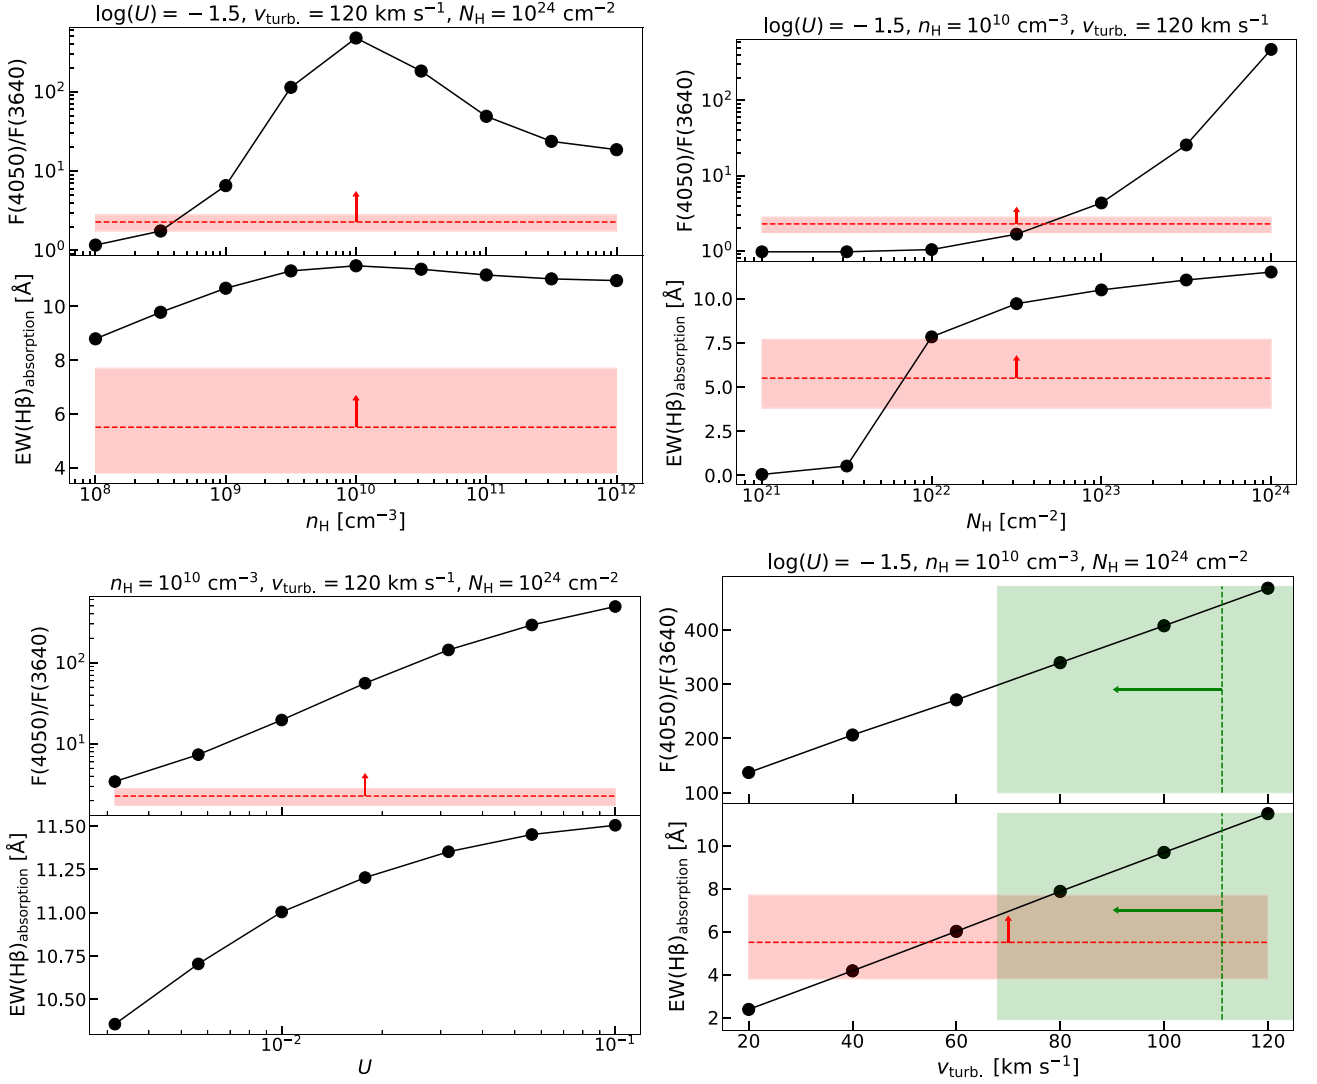 log(U) = −1.5, v_turb. = 120 km s⁻¹, N_H = 10²⁴ cm⁻²
F(4050)/F(3640)
10²
10¹
10⁰
EW(Hβ)_absorption [Å]
10
8
6
4
10⁸ 10⁹ 10¹⁰ 10¹¹ 10¹²
n_H [cm⁻³]
log(U) = −1.5, n_H = 10¹⁰ cm⁻³, v_turb. = 120 km s⁻¹
F(4050)/F(3640)
10²
10¹
10⁰
EW(Hβ)_absorption [Å]
10.0
7.5
5.0
2.5
0.0
10²¹ 10²² 10²³ 10²⁴
N_H [cm⁻²]
n_H = 10¹⁰ cm⁻³, v_turb. = 120 km s⁻¹, N_H = 10²⁴ cm⁻²
F(4050)/F(3640)
10²
10¹
EW(Hβ)_absorption [Å]
11.50
11.25
11.00
10.75
10.50
10⁻² 10⁻¹
U
log(U) = −1.5, n_H = 10¹⁰ cm⁻³, N_H = 10²⁴ cm⁻²
F(4050)/F(3640)
400
300
200
100
EW(Hβ)_absorption [Å]
10
8
6
4
2
20 40 60 80 100 120
v_turb. [km s⁻¹]